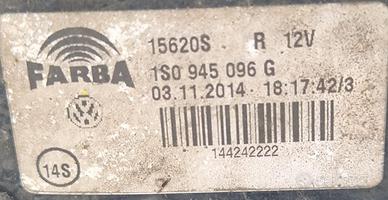 15620S R 12V
FARBA
1S0 945 096 G
03.11.2014 18:17:42/3
14S
144242222